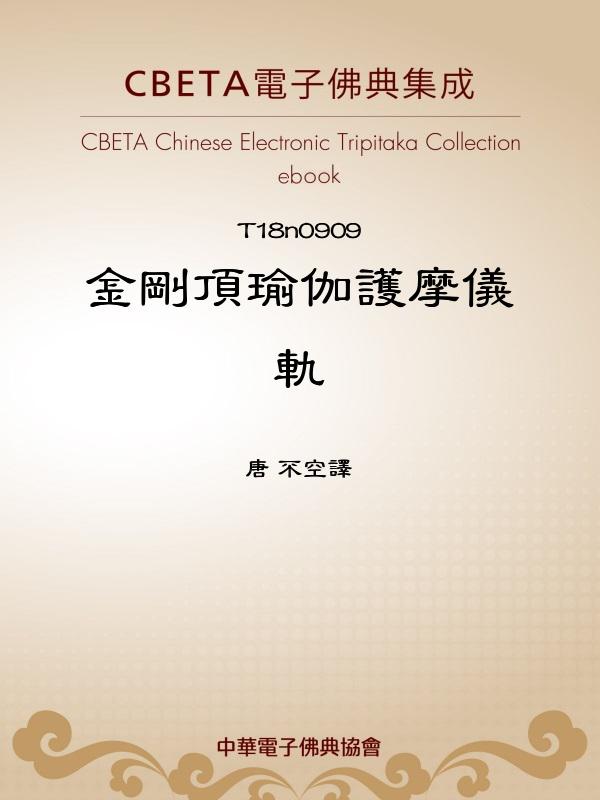 CBETA電子佛典集成
CBETA Chinese Electronic Tripitaka Collection
ebook
T18n0909
金剛頂瑜伽護摩儀
軌
唐 不空譯
中華電子佛典協會